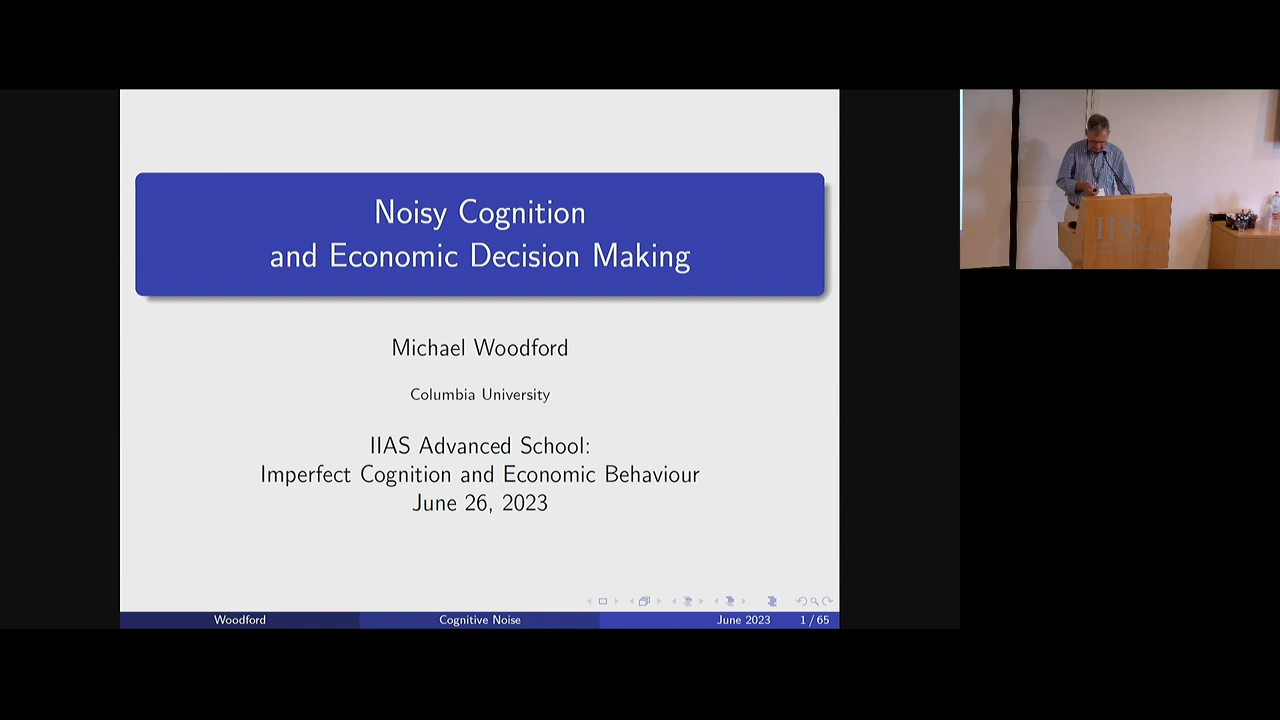 Noisy Cognition
and Economic Decision Making
Michael Woodford
Columbia University
IIAS Advanced School:
Imperfect Cognition and Economic Behaviour
June 26, 2023
Woodford
Cognitive Noise
June 2023
1 / 65
IIAS